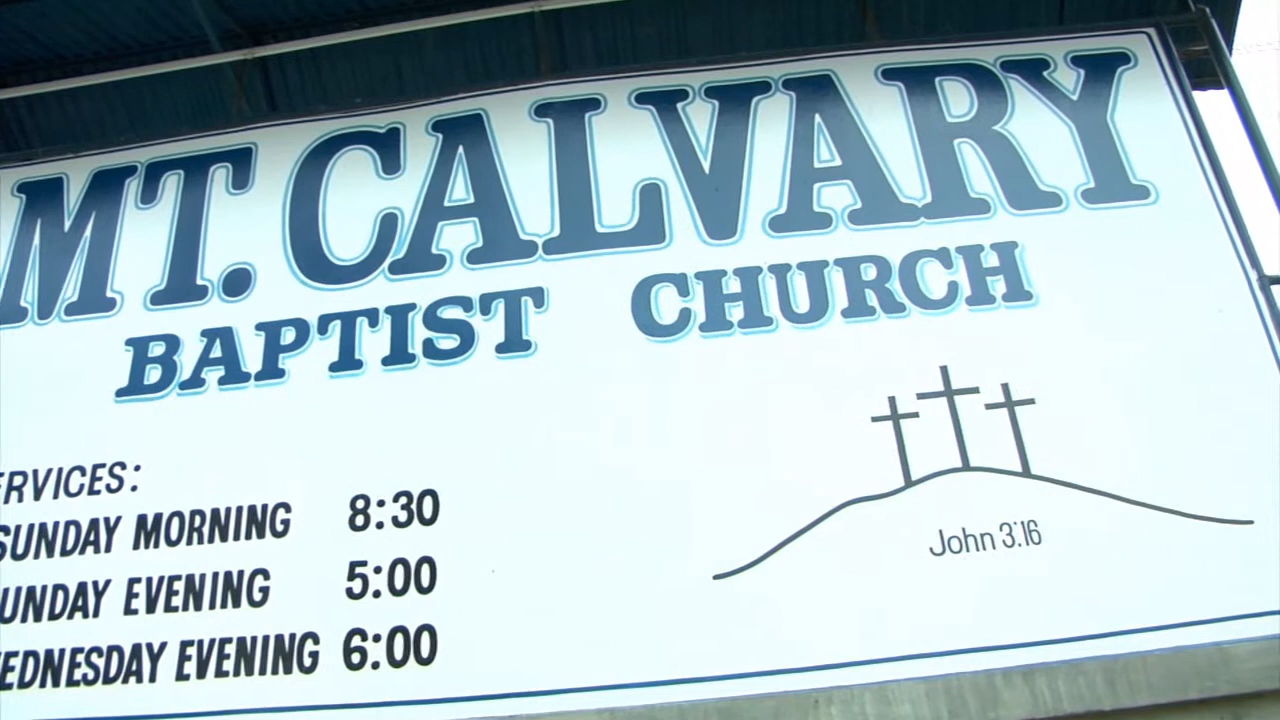 MT. CALVARY
BAPTIST CHURCH
ERVICES:
SUNDAY MORNING 8:30
UNDAY EVENING 5:00
EDNESDAY EVENING 6:00
John 3:16